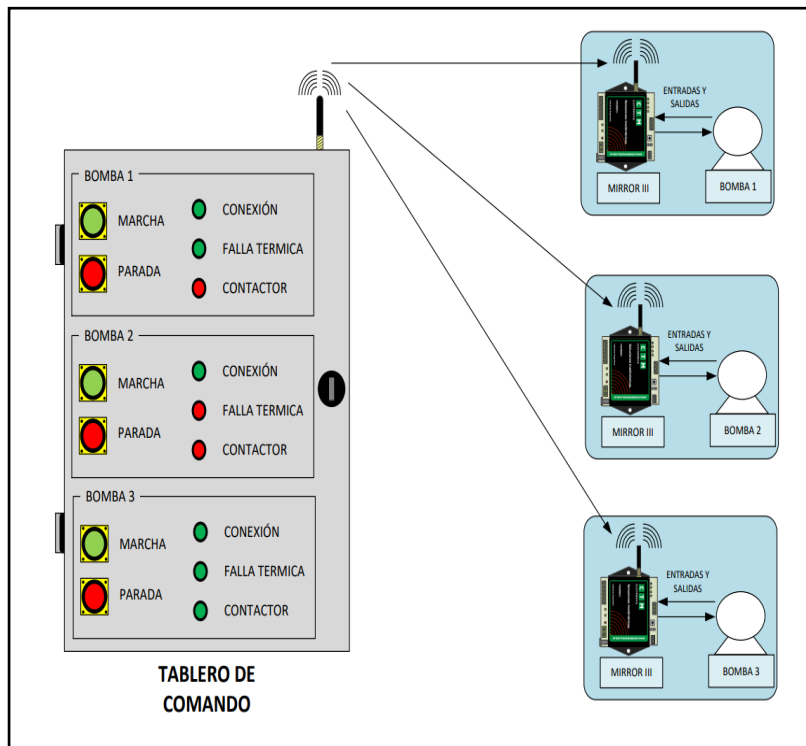 BOMBA 1
MARCHA
PARADA
CONEXIÓN
FALLA TERMICA
CONTACTOR
BOMBA 2
MARCHA
PARADA
CONEXIÓN
FALLA TERMICA
CONTACTOR
BOMBA 3
MARCHA
PARADA
CONEXIÓN
FALLA TERMICA
CONTACTOR
TABLERO DE
COMANDO
ENTRADAS Y
SALIDAS
MIRROR III
BOMBA 1
ENTRADAS Y
SALIDAS
MIRROR III
BOMBA 2
ENTRADAS Y
SALIDAS
MIRROR III
BOMBA 3